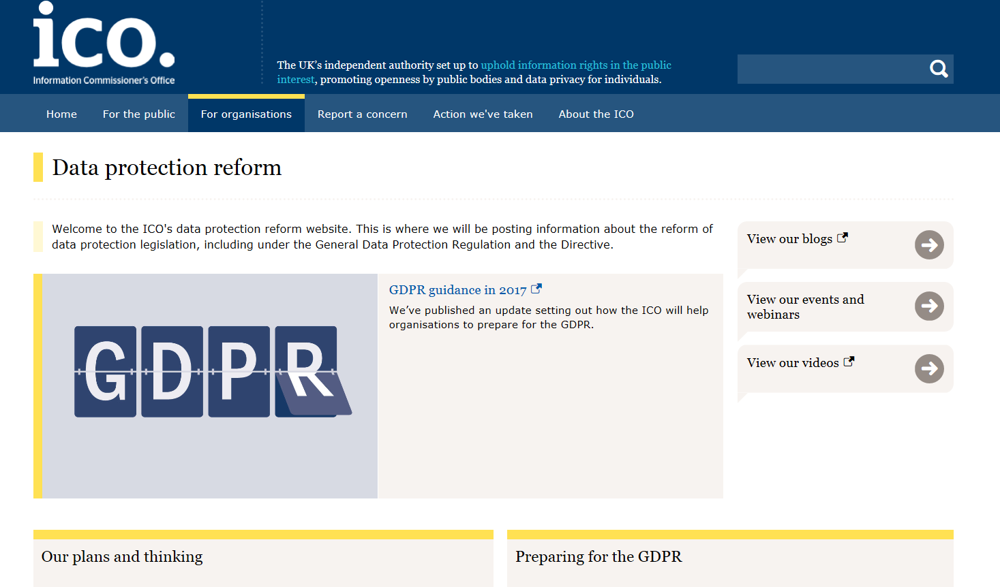 ico.
Information Commissioner's Office
The UK's independent authority set up to uphold information rights in the public
interest, promoting openness by public bodies and data privacy for individuals.
Home
For the public
For organisations
Report a concern
Action we've taken
About the ICO
Data protection reform
Welcome to the ICO's data protection reform website. This is where we will be posting information about the reform of
data protection legislation, including under the General Data Protection Regulation and the Directive.
GDPR
GDPR guidance in 2017
We’ve published an update setting out how the ICO will help
organisations to prepare for the GDPR.
View our blogs
View our events and
webinars
View our videos
Our plans and thinking
Preparing for the GDPR